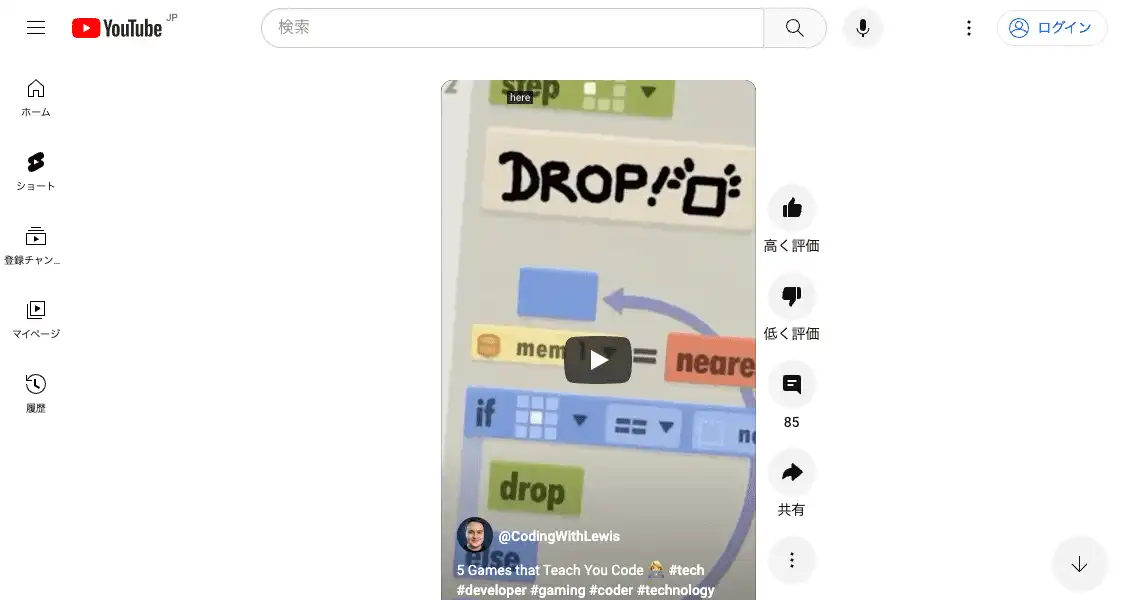 YouTube JP
検索
ログイン
ホーム
ショート
登録チャン…
マイページ
履歴
2
step
here
DROP!
mem 1 =
neare
if
==
drop
@CodingWithLewis
else
5 Games that Teach You Code 🧑‍💻 #tech
#developer #gaming #coder #technology
高く評価
低く評価
85
共有